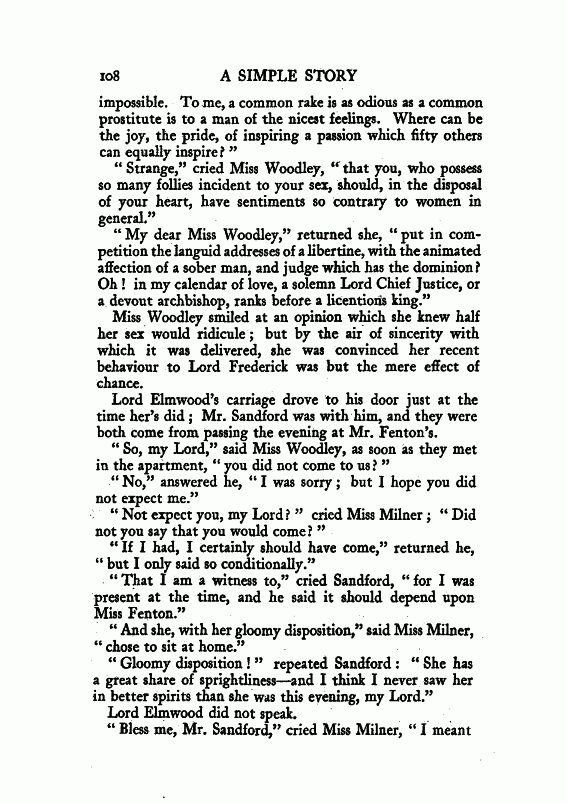 108 A SIMPLE STORY
impossible. To me, a common rake is as odious as a common
prostitute is to a man of the nicest feelings. Where can be
the joy, the pride, of inspiring a passion which fifty others
can equally inspire? ”
“ Strange,” cried Miss Woodley, “ that you, who possess
so many follies incident to your sex, should, in the disposal
of your heart, have sentiments so contrary to women in
general.”
“ My dear Miss Woodley,” returned she, “ put in com-
petition the languid addresses of a libertine, with the animated
affection of a sober man, and judge which has the dominion?
Oh ! in my calendar of love, a solemn Lord Chief Justice, or
a devout archbishop, ranks before a licentious king.”
Miss Woodley smiled at an opinion which she knew half
her sex would ridicule ; but by the air of sincerity with
which it was delivered, she was convinced her recent
behaviour to Lord Frederick was but the mere effect of
chance.
Lord Elmwood’s carriage drove to his door just at the
time her’s did ; Mr. Sandford was with him, and they were
both come from passing the evening at Mr. Fenton’s.
“ So, my Lord,” said Miss Woodley, as soon as they met
in the apartment, “ you did not come to us? ”
“ No,” answered he, “ I was sorry ; but I hope you did
not expect me.”
“ Not expect you, my Lord? ” cried Miss Milner ; “ Did
not you say that you would come? ”
“ If I had, I certainly should have come,” returned he,
“ but I only said so conditionally.”
“ That I am a witness to,” cried Sandford, “ for I was
present at the time, and he said it should depend upon
Miss Fenton.”
“ And she, with her gloomy disposition,” said Miss Milner,
“ chose to sit at home.”
“ Gloomy disposition ! ” repeated Sandford : “ She has
a great share of sprightliness—and I think I never saw her
in better spirits than she was this evening, my Lord.”
Lord Elmwood did not speak.
“ Bless me, Mr. Sandford,” cried Miss Milner, “ I meant